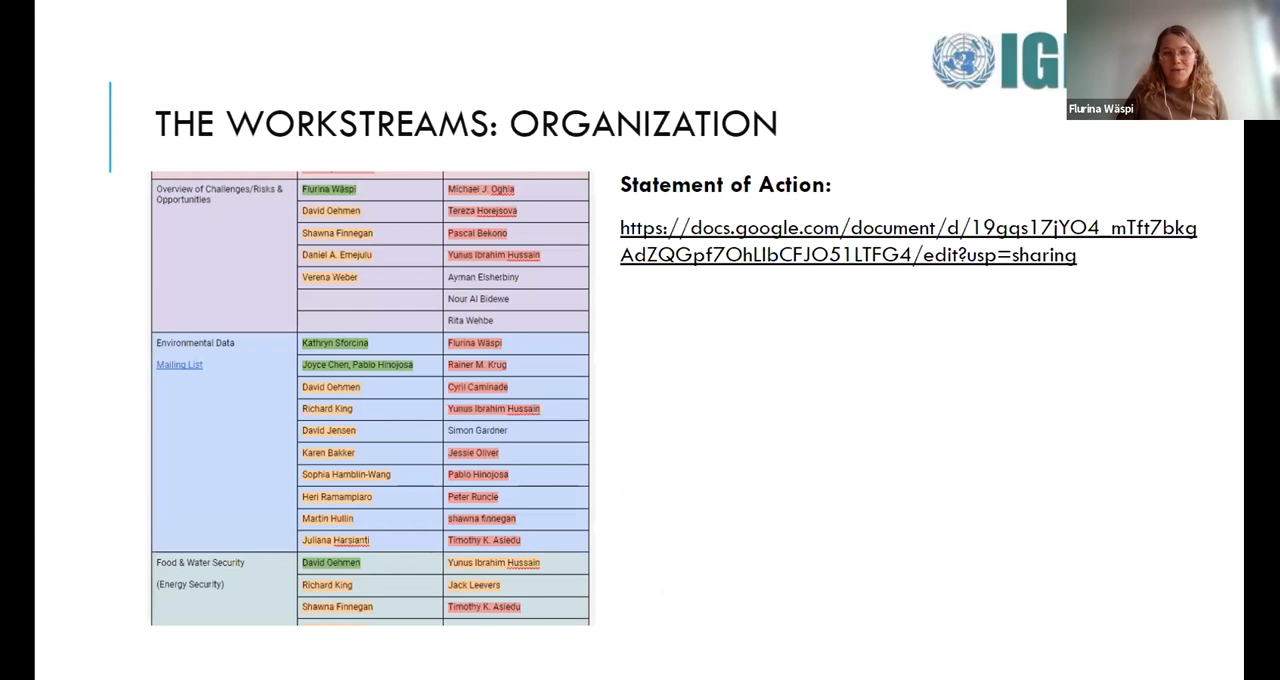 IG
Flurina Wäspi
THE WORKSTREAMS: ORGANIZATION
Overview of Challenges/Risks &
Opportunities
Flurina Wäspi
Michael J. Oghia
David Oehmen
Tereza Horejsova
Shawna Finnegan
Pascal Bekono
Daniel A. Emejulu
Yunus Ibrahim Hussain
Verena Weber
Ayman Elsherbiny
Nour Al Bidewe
Rita Wehbe
Environmental Data
Kathryn Sforcina
Flurina Wäspi
Mailing List
Joyce Chen, Pablo Hinojosa
Rainer M. Krug
David Oehmen
Cyril Caminade
Richard King
Yunus Ibrahim Hussain
David Jensen
Simon Gardner
Karen Bakker
Jessie Oliver
Sophia Hamblin-Wang
Pablo Hinojosa
Heri Ramampiaro
Peter Runcie
Martin Hullin
shawna finnegan
Juliana Harsianti
Timothy K. Asiedu
Food & Water Security
David Oehmen
Yunus Ibrahim Hussain
(Energy Security)
Richard King
Jack Leevers
Shawna Finnegan
Timothy K. Asiedu
Statement of Action:
https://docs.google.com/document/d/19gqs17jYO4_mTft7bkg
AdZQGpf7OhLIbCFJO51LTFG4/edit?usp=sharing